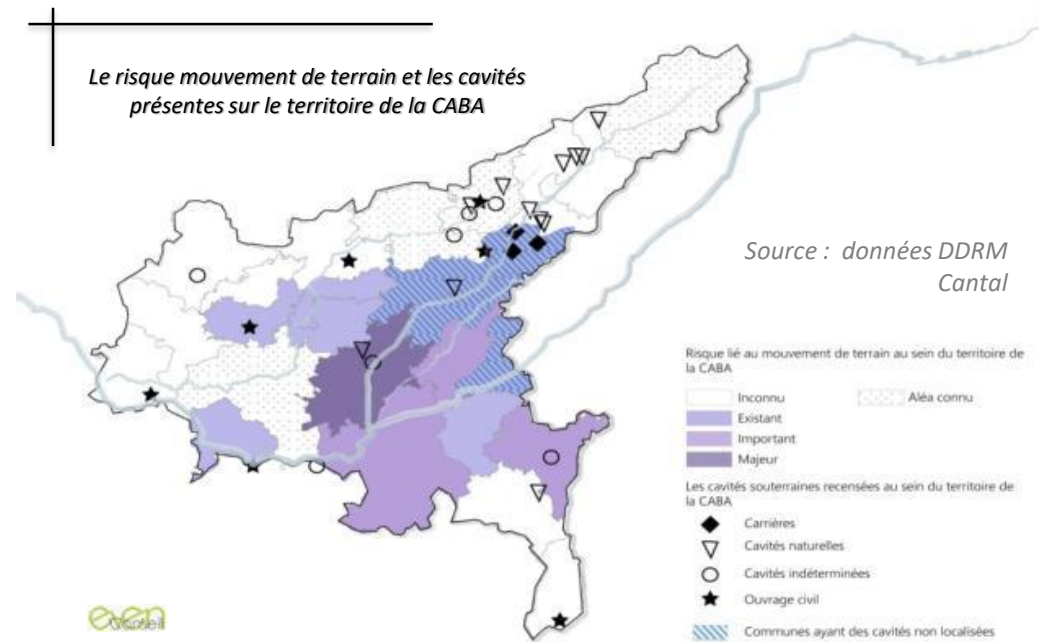 Le risque mouvement de terrain et les cavités
présentes sur le territoire de la CABA
Source : données DDRM
Cantal
Risque lié au mouvement de terrain au sein du territoire de
la CABA
Inconnu
Aléa connu
Existant
Important
Majeur
Les cavités souterraines recensées au sein du territoire de
la CABA
Carrières
Cavités naturelles
Cavités indéterminées
Ouvrage civil
Communes ayant des cavités non localisées
even
Conseil